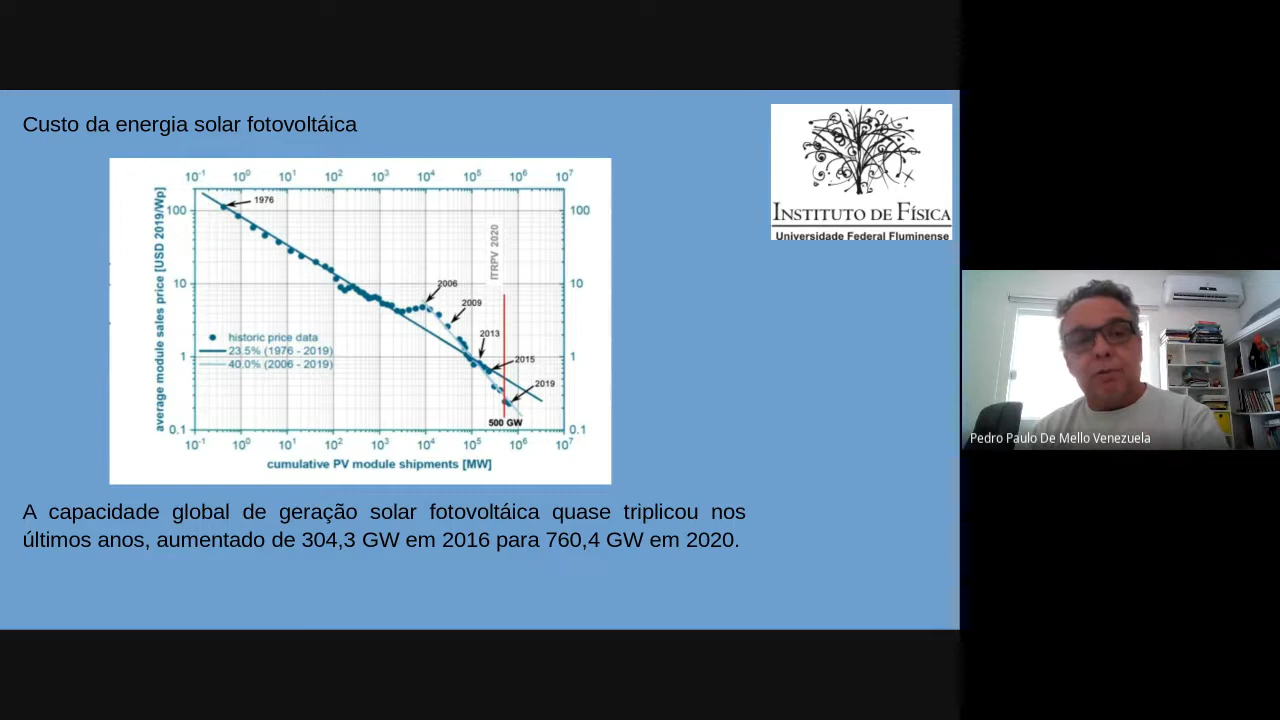 Custo da energia solar fotovoltáica
INSTITUTO DE FÍSICA
Universidade Federal Fluminense
10⁻¹ 10⁰ 10¹ 10² 10³ 10⁴ 10⁵ 10⁶ 10⁷
average module sales price [USD 2019/Wp]
100
10
1
0.1
1976
2006
2009
2013
2015
2019
ITRPV 2020
historic price data
23.5% (1976 - 2019)
40.0% (2006 - 2019)
500 GW
100
10
1
0.1
10⁻¹ 10⁰ 10¹ 10² 10³ 10⁴ 10⁵ 10⁶ 10⁷
cumulative PV module shipments [MW]
A capacidade global de geração solar fotovoltáica quase triplicou nos
últimos anos, aumentado de 304,3 GW em 2016 para 760,4 GW em 2020.
Pedro Paulo De Mello Venezuela